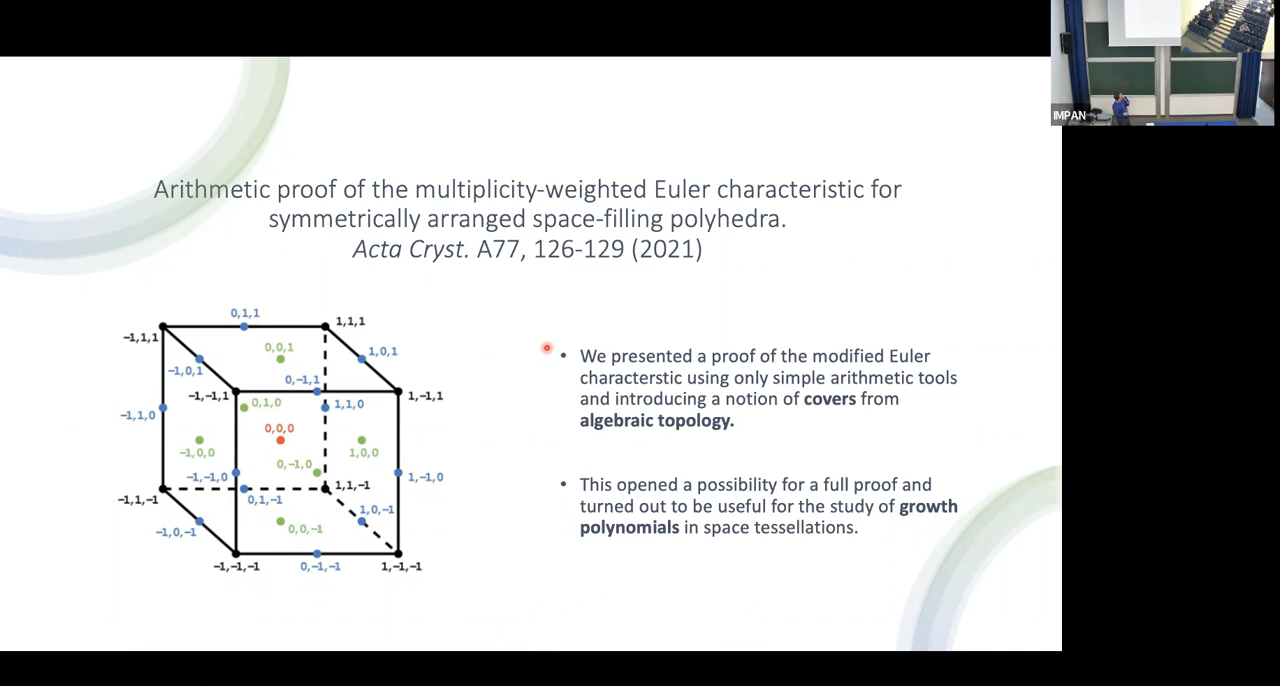 IMPAN
Arithmetic proof of the multiplicity-weighted Euler characteristic for
symmetrically arranged space-filling polyhedra.
Acta Cryst. A77, 126-129 (2021)
0,1,1
1,1,1
−1,1,1
0,0,1
1,0,1
−1,0,1
0,−1,1
−1,−1,1
1,−1,1
0,1,0
1,1,0
−1,1,0
0,0,0
−1,0,0
1,0,0
0,−1,0
−1,−1,0
1,−1,0
1,1,−1
−1,1,−1
0,1,−1
1,0,−1
−1,0,−1
0,0,−1
−1,−1,−1
0,−1,−1
1,−1,−1
• We presented a proof of the modified Euler
characterstic using only simple arithmetic tools
and introducing a notion of covers from
algebraic topology.
• This opened a possibility for a full proof and
turned out to be useful for the study of growth
polynomials in space tessellations.